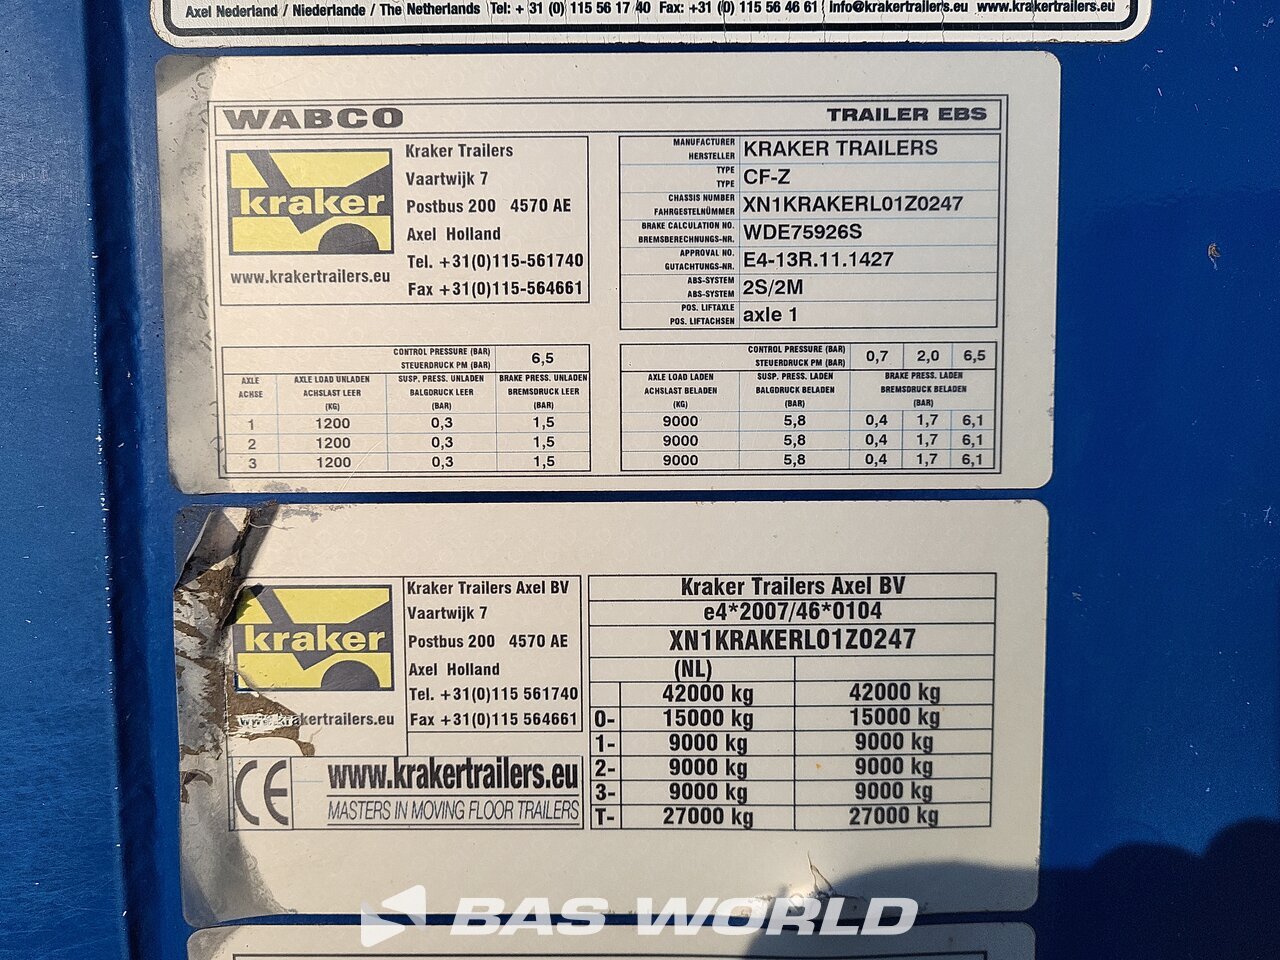 Axel Nederland / Niederlande / The Netherlands Tel: + 31 (0) 115 56 17 40 Fax: +31 (0) 115 56 46 61 Info@krakertrailers.eu www.krakertrailers.eu
WABCO TRAILER EBS
kraker
www.krakertrailers.eu
Kraker Trailers
Vaartwijk 7
Postbus 200 4570 AE
Axel Holland
Tel. +31(0)115-561740
Fax +31(0)115-564661
MANUFACTURER
HERSTELLER KRAKER TRAILERS
TYPE
TYPE CF-Z
CHASSIS NUMBER
FAHRGESTELNÜMMER XN1KRAKERL01Z0247
BRAKE CALCULATION NO.
BREMSBERECHNUNGS-NR. WDE75926S
APPROVAL NO.
GUTACHTUNGS-NR. E4-13R.11.1427
ABS-SYSTEM
ABS-SYSTEM 2S/2M
POS. LIFTAXLE
POS. LIFTACHSEN axle 1
CONTROL PRESSURE (BAR)
STEUERDRUCK PM (BAR) 6,5
AXLE AXLE LOAD UNLADEN SUSP. PRESS. UNLADEN BRAKE PRESS. UNLADEN
ACHSE ACHSLAST LEER BALGDRUCK LEER BREMSDRUCK LEER
(KG) (BAR) (BAR)
1 1200 0,3 1,5
2 1200 0,3 1,5
3 1200 0,3 1,5
CONTROL PRESSURE (BAR)
STEUERDRUCK PM (BAR) 0,7 2,0 6,5
AXLE LOAD LADEN SUSP. PRESS. LADEN BRAKE PRESS. LADEN
ACHSLAST BELADEN BALGDRUCK BELADEN BREMSDRUCK BELADEN
(KG) (BAR) (BAR)
9000 5,8 0,4 1,7 6,1
9000 5,8 0,4 1,7 6,1
9000 5,8 0,4 1,7 6,1
kraker
www.krakertrailers.eu
Kraker Trailers Axel BV
Vaartwijk 7
Postbus 200 4570 AE
Axel Holland
Tel. +31(0)115 561740
Fax +31(0)115 564661
CE
www.krakertrailers.eu
MASTERS IN MOVING FLOOR TRAILERS
Kraker Trailers Axel BV
e4*2007/46*0104
XN1KRAKERL01Z0247
(NL)
42000 kg 42000 kg
0- 15000 kg 15000 kg
1- 9000 kg 9000 kg
2- 9000 kg 9000 kg
3- 9000 kg 9000 kg
T- 27000 kg 27000 kg
BAS WORLD